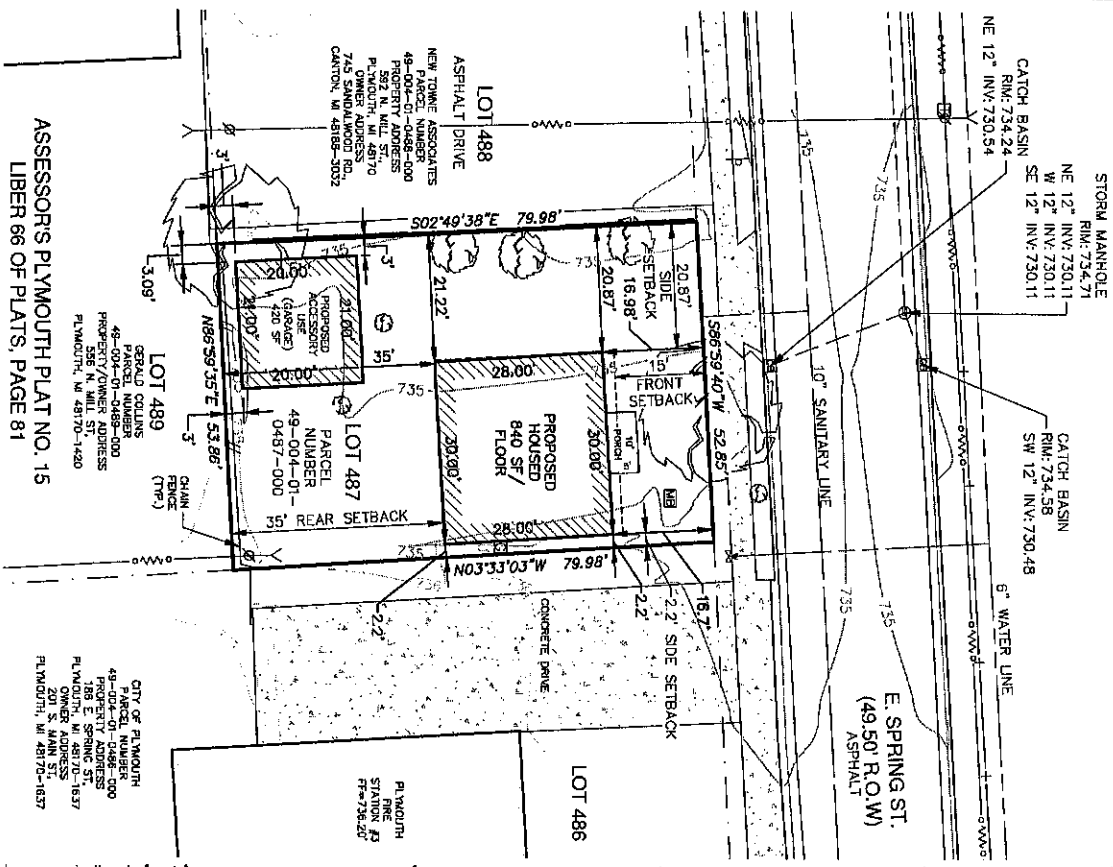 STORM MANHOLE
RIM: 734.71
NE 12" INV: 730.11
W 12" INV: 730.11
SE 12" INV: 730.11
CATCH BASIN
RIM: 734.24
NE 12" INV: 730.54
CATCH BASIN
RIM: 734.58
SW 12" INV: 730.48
6" WATER LINE
E. SPRING ST.
(49.50' R.O.W)
ASPHALT
735
735
735
735
10" SANITARY LINE
S86°59'40"W 52.85'
LOT 488
ASPHALT DRIVE
NEW TOWNE ASSOCIATES
PARCEL NUMBER
49-004-01-0488-000
PROPERTY ADDRESS
592 N. MILL ST.,
PLYMOUTH, MI 48170
OWNER ADDRESS
745 SANDALWOOD RD.,
CANTON, MI 48188-3032
S02°49'38"E 79.98'
20.87'
SIDE
SETBACK
16.98'
20.87'
15'
FRONT
SETBACK
10'
PORCH
MB
21.22'
28.00'
30.00'
PROPOSED
HOUSED
840 SF/
FLOOR
30.00'
28.00'
735
735
735
735
736
16.7'
2.2' SIDE SETBACK
2.2'
2.2'
N03°33'03"W 79.98'
35'
3'
3'
20.00'
21.00'
PROPOSED
ACCESSORY
USE
(GARAGE)
420 SF
21.00'
20.00'
LOT 487
PARCEL
NUMBER
49-004-01-
0487-000
35' REAR SETBACK
3.09'
3'
N86°59'35"E 53.86'
CHAIN
FENCE
(TYP.)
LOT 489
GERALD COLLINS
PARCEL NUMBER
49-004-01-0489-000
PROPERTY/OWNER ADDRESS
556 N. MILL ST,
PLYMOUTH, MI 48170-1420
CONCRETE DRIVE
LOT 486
PLYMOUTH
FIRE
STATION #3
FF=736.20'
CITY OF PLYMOUTH
PARCEL NUMBER
49-004-01-0486-000
PROPERTY ADDRESS
188 E. SPRING ST,
PLYMOUTH, MI 48170-1637
OWNER ADDRESS
201 S. MAIN ST.
PLYMOUTH, MI 48170-1637
ASSESSOR'S PLYMOUTH PLAT NO. 15
LIBER 66 OF PLATS, PAGE 81